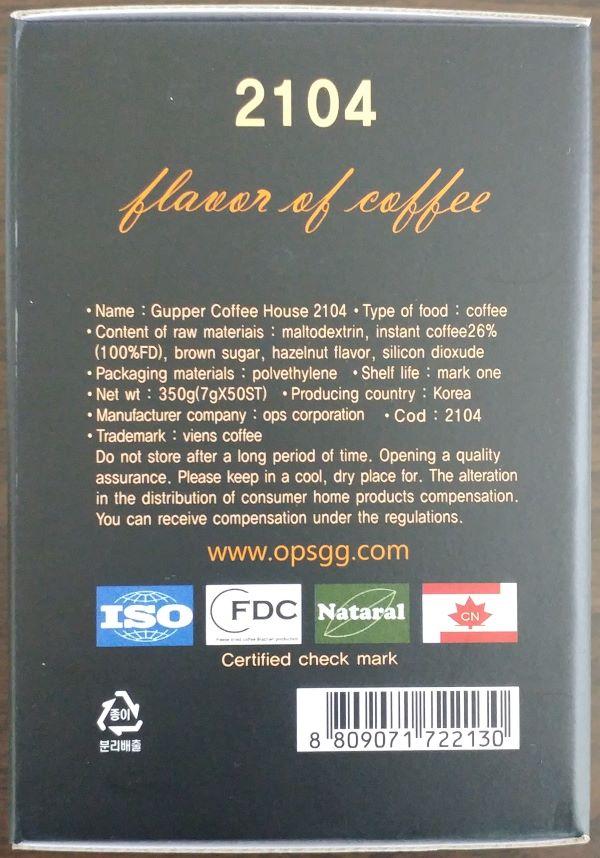 2104
flavor of coffee
• Name : Gupper Coffee House 2104 • Type of food : coffee
• Content of raw materiais : maltodextrin, instant coffee26%
(100%FD), brown sugar, hazelnut flavor, silicon dioxude
• Packaging materials : polvethylene • Shelf life : mark one
• Net wt : 350g(7gX50ST) • Producing country : Korea
• Manufacturer company : ops corporation • Cod : 2104
• Trademark : viens coffee
Do not store after a long period of time. Opening a quality
assurance. Please keep in a cool, dry place for. The alteration
in the distribution of consumer home products compensation.
You can receive compensation under the regulations.
www.opsgg.com
ISO
FDC
Freeze dried coffee Brazilian production
Nataral
CN
Certified check mark
종이
분리배출
8 809071 722130